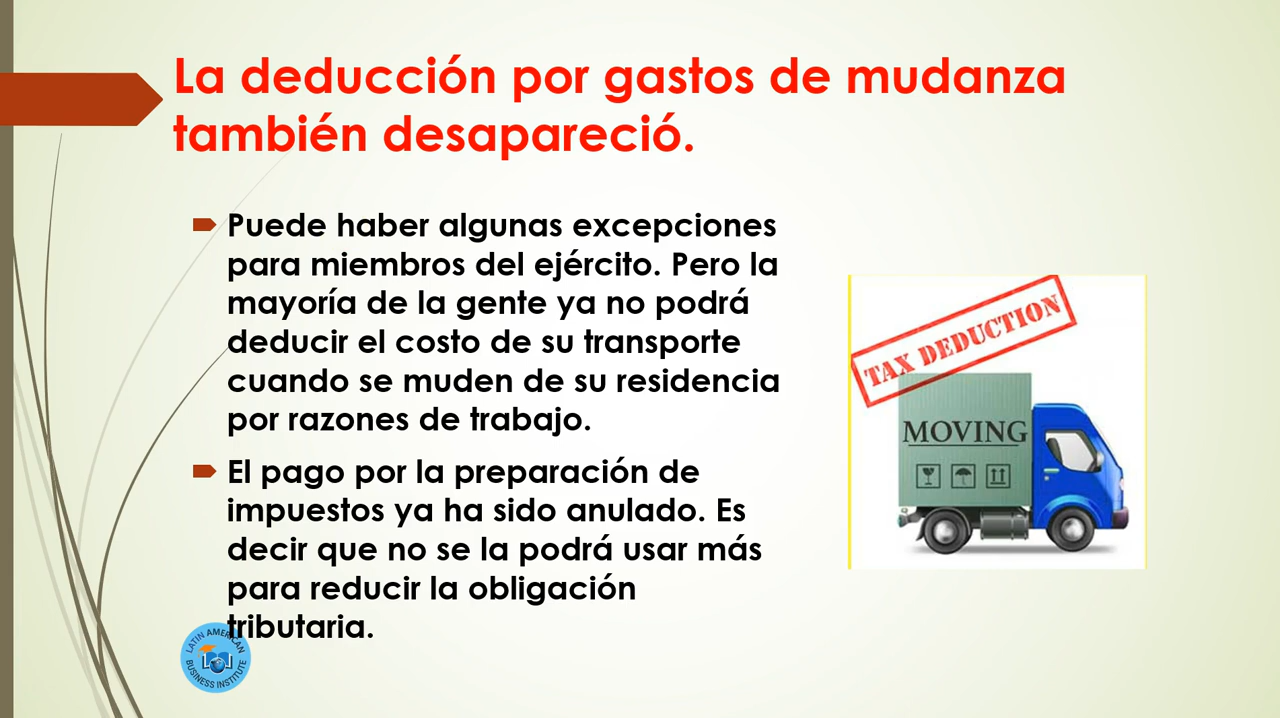 La deducción por gastos de mudanza
también desapareció.
Puede haber algunas excepciones
para miembros del ejército. Pero la
mayoría de la gente ya no podrá
deducir el costo de su transporte
cuando se muden de su residencia
por razones de trabajo.
El pago por la preparación de
impuestos ya ha sido anulado. Es
decir que no se la podrá usar más
para reducir la obligación
tributaria.
TAX DEDUCTION
MOVING
LATIN AMERICAN
BUSINESS INSTITUTE